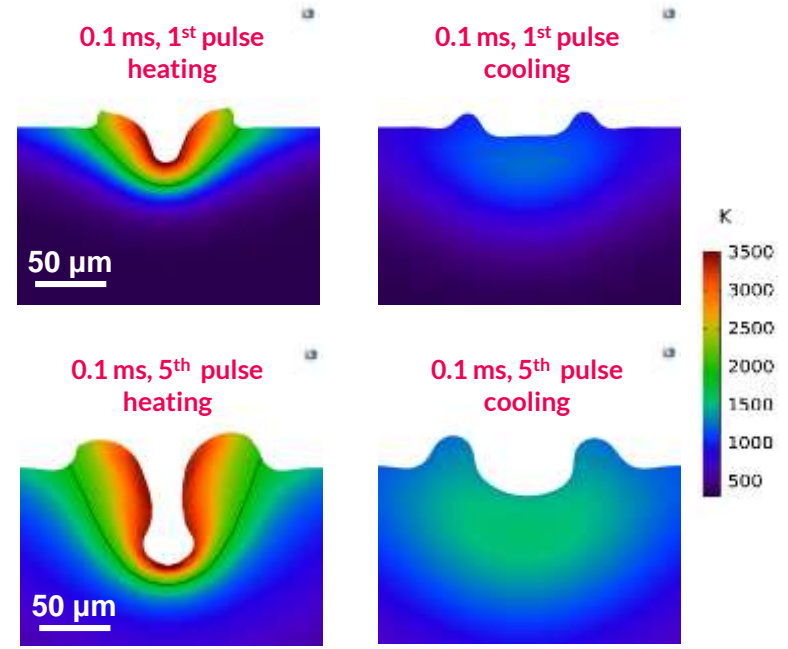 0.1 ms, 1st pulse
heating
0.1 ms, 1st pulse
cooling
50 μm
K
3500
3000
2500
2000
1500
1000
500
0.1 ms, 5th pulse
heating
0.1 ms, 5th pulse
cooling
50 μm